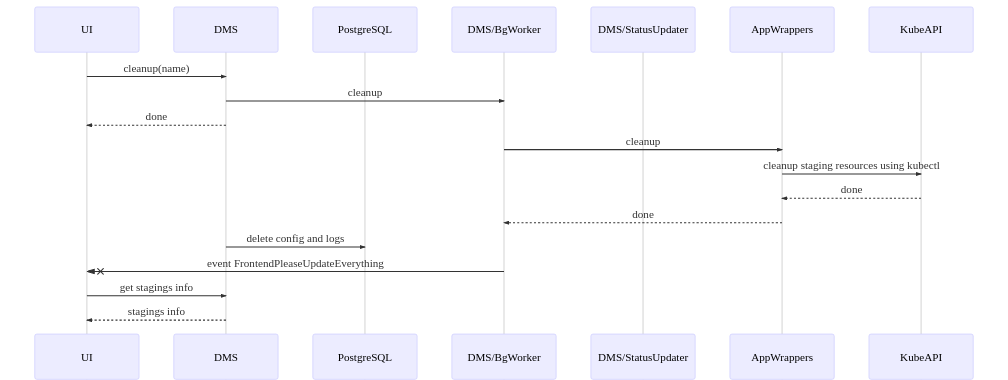 UI DMS PostgreSQL DMS/BgWorker DMS/StatusUpdater AppWrappers KubeAPI
cleanup(name)
cleanup
done
cleanup
cleanup staging resources using kubectl
done
done
delete config and logs
event FrontendPleaseUpdateEverything
get stagings info
stagings info
UI DMS PostgreSQL DMS/BgWorker DMS/StatusUpdater AppWrappers KubeAPI